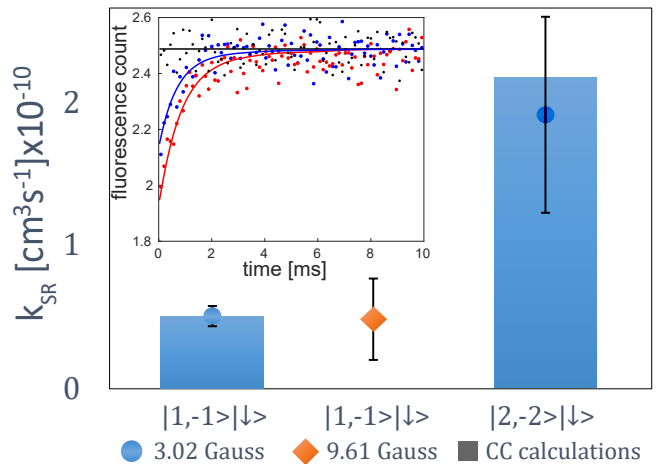 2.6
2.4
2.2
2
1.8
fluorescence count
0 2 4 6 8 10
time [ms]
k_SR [cm³s⁻¹]x10⁻¹⁰
2
1
0
|1,-1>|↓> |1,-1>|↓> |2,-2>|↓>
3.02 Gauss 9.61 Gauss CC calculations